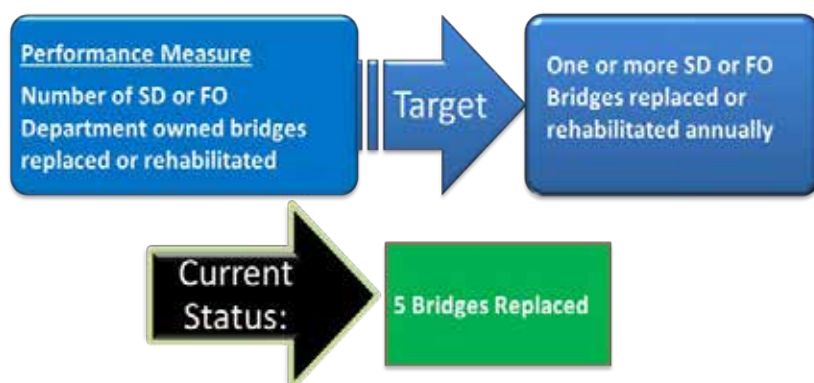 Performance Measure
Number of SD or FO
Department owned bridges
replaced or rehabilitated
Target
One or more SD or FO
Bridges replaced or
rehabilitated annually
Current
Status:
5 Bridges Replaced